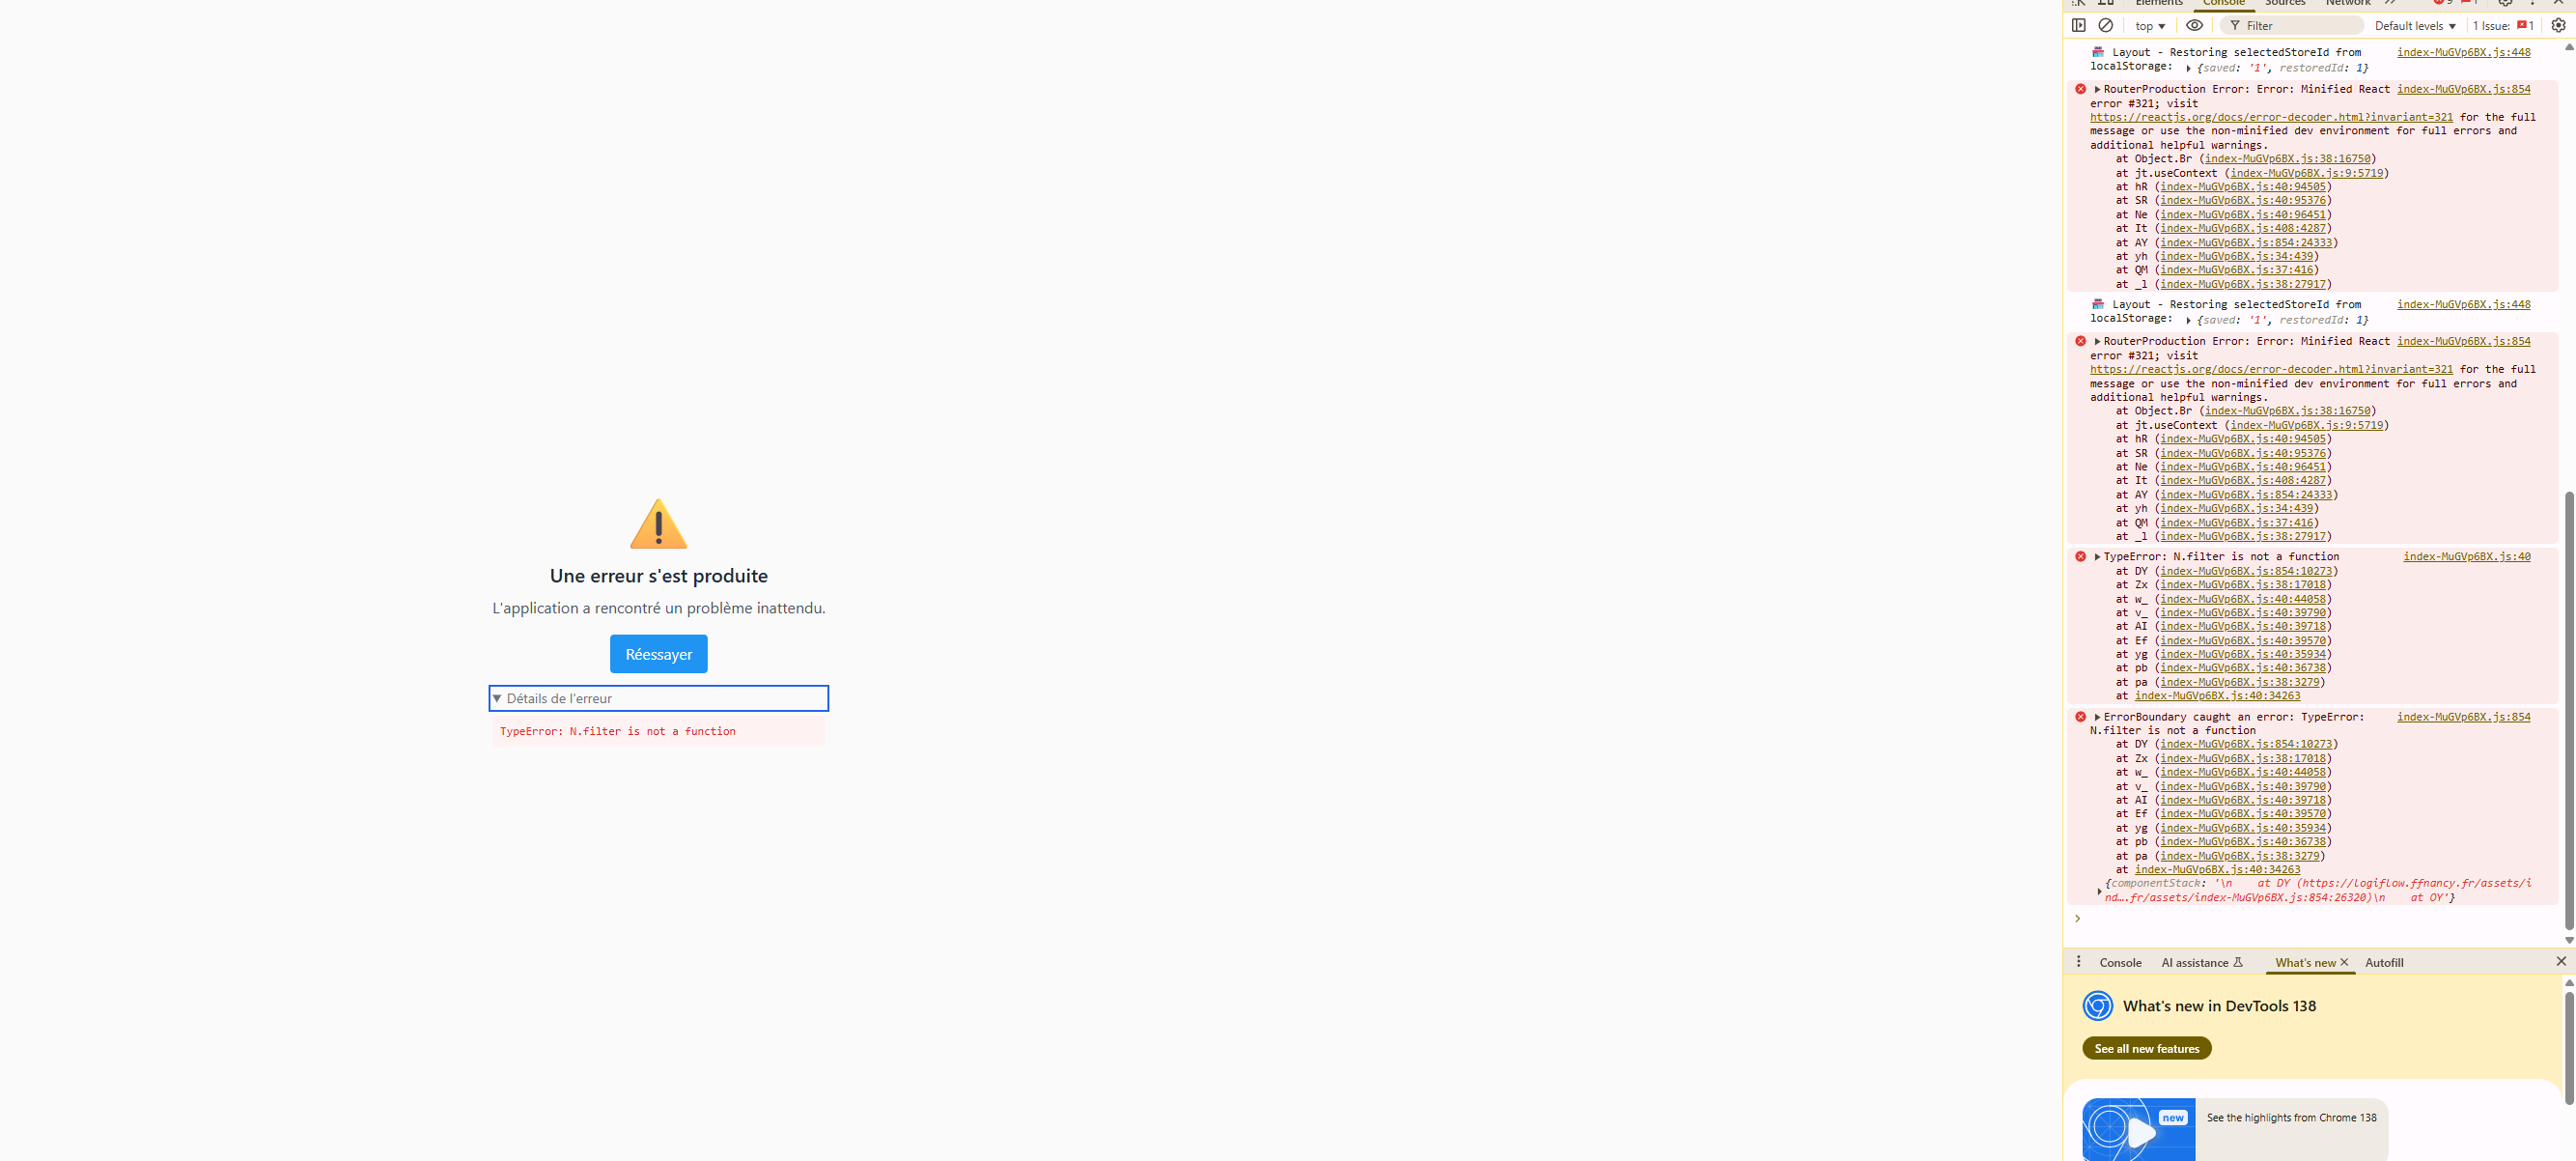 Une erreur s'est produite
L'application a rencontré un problème inattendu.
Réessayer
▼ Détails de l'erreur
TypeError: N.filter is not a function
Elements Console Sources Network » 9 1
top ▼ Filter Default levels ▼ 1 Issue: 1
Layout - Restoring selectedStoreId from index-MuGVp6BX.js:448
localStorage: ▶ {saved: '1', restoredId: 1}
▶ RouterProduction Error: Error: Minified React index-MuGVp6BX.js:854
error #321; visit
https://reactjs.org/docs/error-decoder.html?invariant=321 for the full
message or use the non-minified dev environment for full errors and
additional helpful warnings.
at Object.Br (index-MuGVp6BX.js:38:16750)
at jt.useContext (index-MuGVp6BX.js:9:5719)
at hR (index-MuGVp6BX.js:40:94505)
at SR (index-MuGVp6BX.js:40:95376)
at Ne (index-MuGVp6BX.js:40:96451)
at It (index-MuGVp6BX.js:408:4287)
at AY (index-MuGVp6BX.js:854:24333)
at yh (index-MuGVp6BX.js:34:439)
at QM (index-MuGVp6BX.js:37:416)
at _l (index-MuGVp6BX.js:38:27917)
Layout - Restoring selectedStoreId from index-MuGVp6BX.js:448
localStorage: ▶ {saved: '1', restoredId: 1}
▶ RouterProduction Error: Error: Minified React index-MuGVp6BX.js:854
error #321; visit
https://reactjs.org/docs/error-decoder.html?invariant=321 for the full
message or use the non-minified dev environment for full errors and
additional helpful warnings.
at Object.Br (index-MuGVp6BX.js:38:16750)
at jt.useContext (index-MuGVp6BX.js:9:5719)
at hR (index-MuGVp6BX.js:40:94505)
at SR (index-MuGVp6BX.js:40:95376)
at Ne (index-MuGVp6BX.js:40:96451)
at It (index-MuGVp6BX.js:408:4287)
at AY (index-MuGVp6BX.js:854:24333)
at yh (index-MuGVp6BX.js:34:439)
at QM (index-MuGVp6BX.js:37:416)
at _l (index-MuGVp6BX.js:38:27917)
▶ TypeError: N.filter is not a function index-MuGVp6BX.js:40
at DY (index-MuGVp6BX.js:854:10273)
at Zx (index-MuGVp6BX.js:38:17018)
at w_ (index-MuGVp6BX.js:40:44058)
at v_ (index-MuGVp6BX.js:40:39790)
at AI (index-MuGVp6BX.js:40:39718)
at Ef (index-MuGVp6BX.js:40:39570)
at yg (index-MuGVp6BX.js:40:35934)
at pb (index-MuGVp6BX.js:40:36738)
at pa (index-MuGVp6BX.js:38:3279)
at index-MuGVp6BX.js:40:34263
▶ ErrorBoundary caught an error: TypeError: index-MuGVp6BX.js:854
N.filter is not a function
at DY (index-MuGVp6BX.js:854:10273)
at Zx (index-MuGVp6BX.js:38:17018)
at w_ (index-MuGVp6BX.js:40:44058)
at v_ (index-MuGVp6BX.js:40:39790)
at AI (index-MuGVp6BX.js:40:39718)
at Ef (index-MuGVp6BX.js:40:39570)
at yg (index-MuGVp6BX.js:40:35934)
at pb (index-MuGVp6BX.js:40:36738)
at pa (index-MuGVp6BX.js:38:3279)
at index-MuGVp6BX.js:40:34263
▶ {componentStack: '\n    at DY (https://logiflow.ffnancy.fr/assets/i
nd….fr/assets/index-MuGVp6BX.js:854:26320)\n    at OY'}
Console AI assistance What's new Autofill
What's new in DevTools 138
See all new features
new
See the highlights from Chrome 138